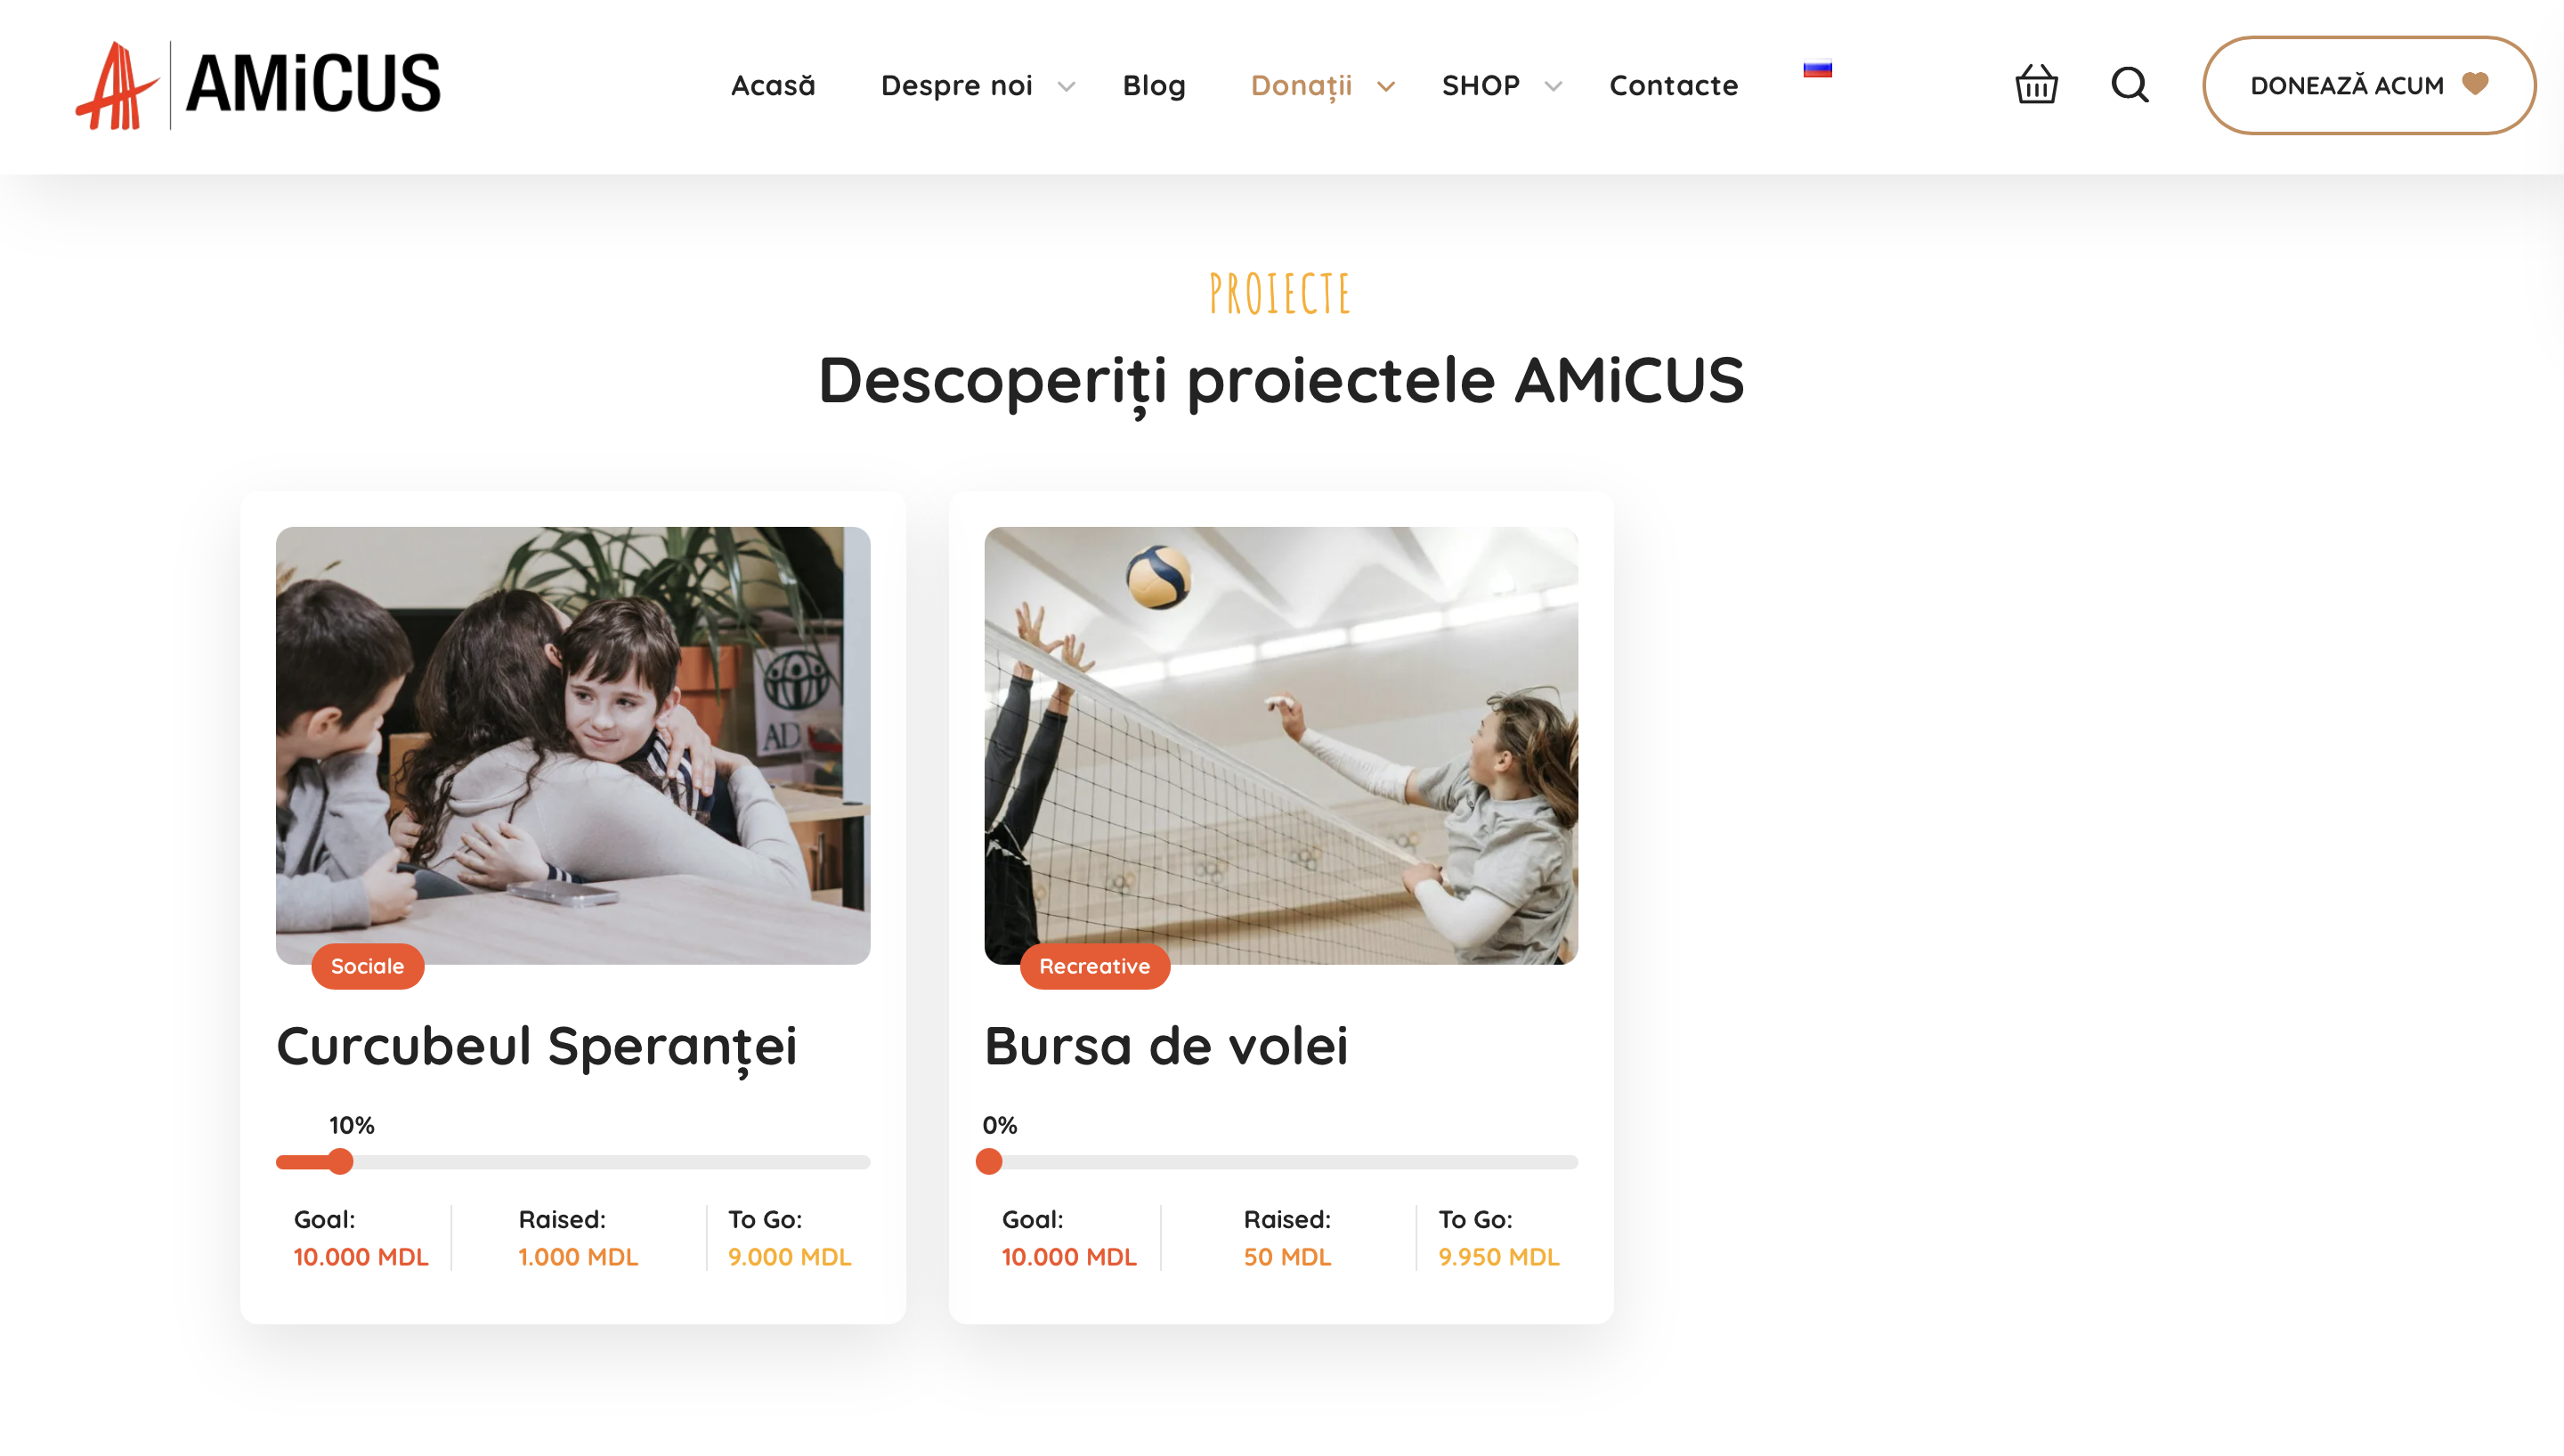 AMiCUS
Acasă
Despre noi
Blog
Donații
SHOP
Contacte
DONEAZĂ ACUM
PROIECTE
Descoperiți proiectele AMiCUS
AD
Sociale
Curcubeul Speranței
10%
Goal:
10.000 MDL
Raised:
1.000 MDL
To Go:
9.000 MDL
Recreative
Bursa de volei
0%
Goal:
10.000 MDL
Raised:
50 MDL
To Go:
9.950 MDL